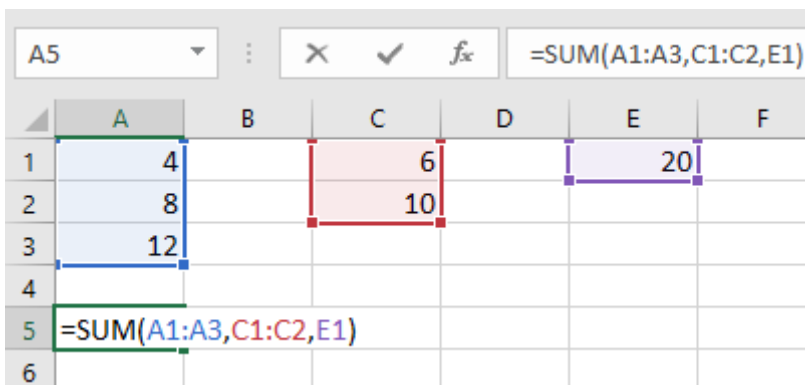 A5 fx =SUM(A1:A3,C1:C2,E1)
A B C D E F
1 4 6 20
2 8 10
3 12
4
5 =SUM(A1:A3,C1:C2,E1)
6